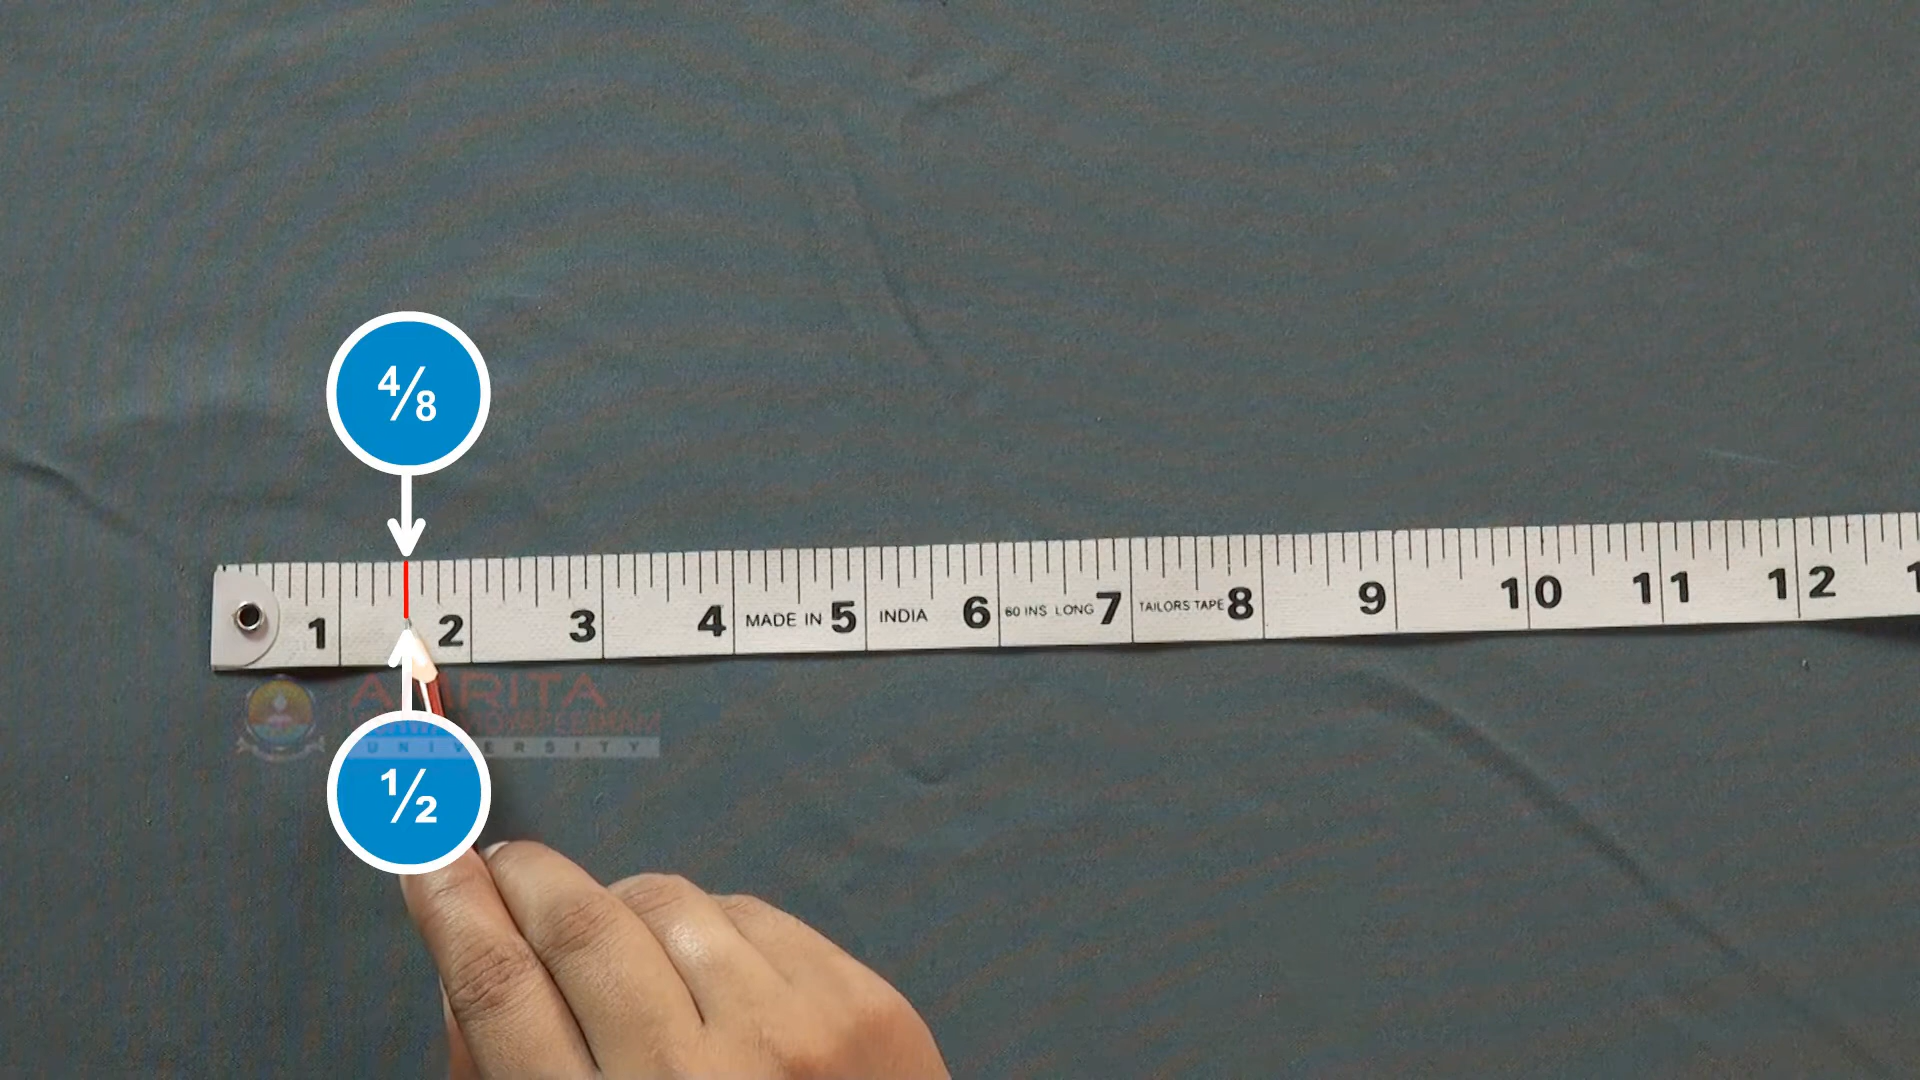 4/8
1 2 3 4 MADE IN 5 INDIA 6 60 INS LONG 7 TAILORS TAPE 8 9 10 11 12 1
AMRITA
UNIVERSITY
1/2